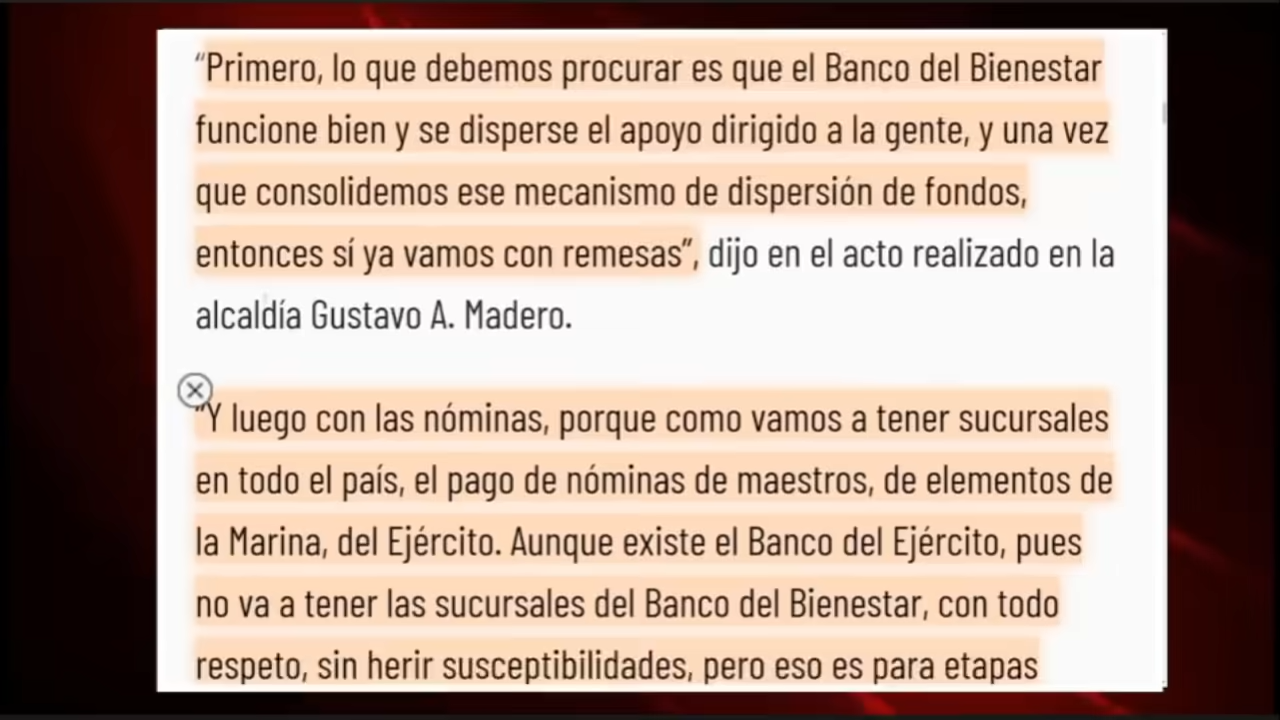 “Primero, lo que debemos procurar es que el Banco del Bienestar
funcione bien y se disperse el apoyo dirigido a la gente, y una vez
que consolidemos ese mecanismo de dispersión de fondos,
entonces sí ya vamos con remesas”, dijo en el acto realizado en la
alcaldía Gustavo A. Madero.
“Y luego con las nóminas, porque como vamos a tener sucursales
en todo el país, el pago de nóminas de maestros, de elementos de
la Marina, del Ejército. Aunque existe el Banco del Ejército, pues
no va a tener las sucursales del Banco del Bienestar, con todo
respeto, sin herir susceptibilidades, pero eso es para etapas